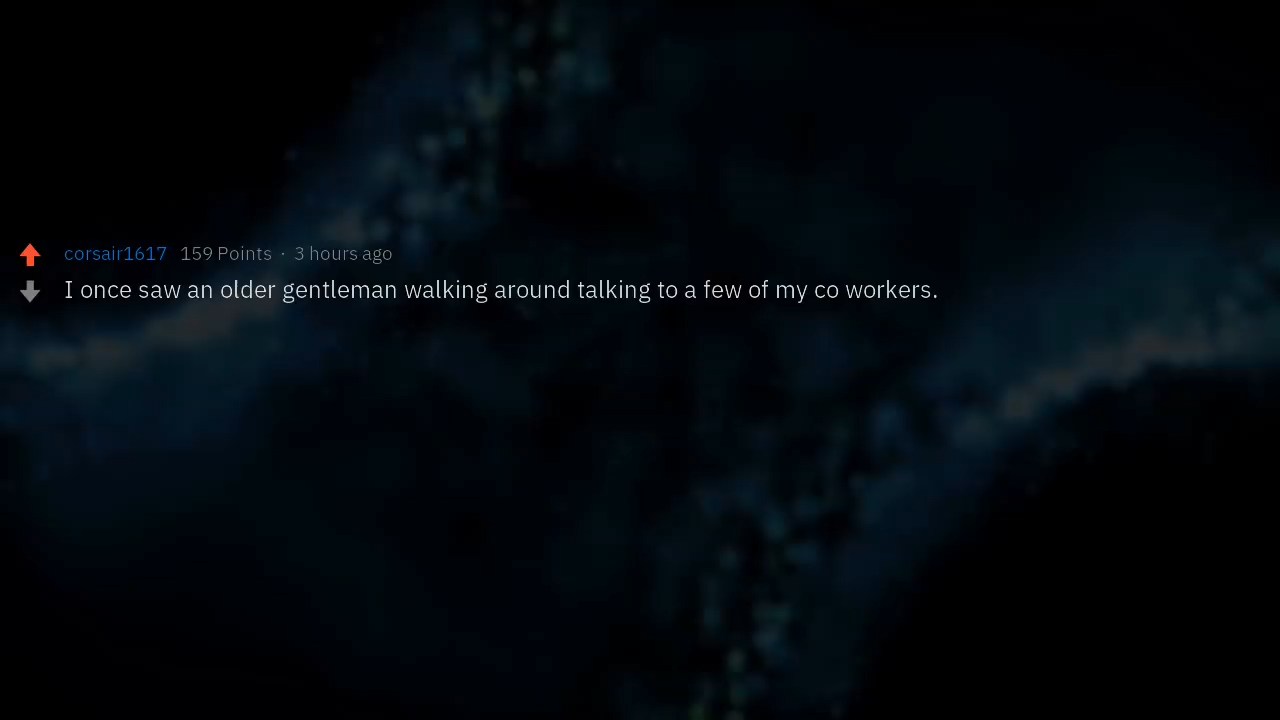 corsair1617 159 Points · 3 hours ago
I once saw an older gentleman walking around talking to a few of my co workers.